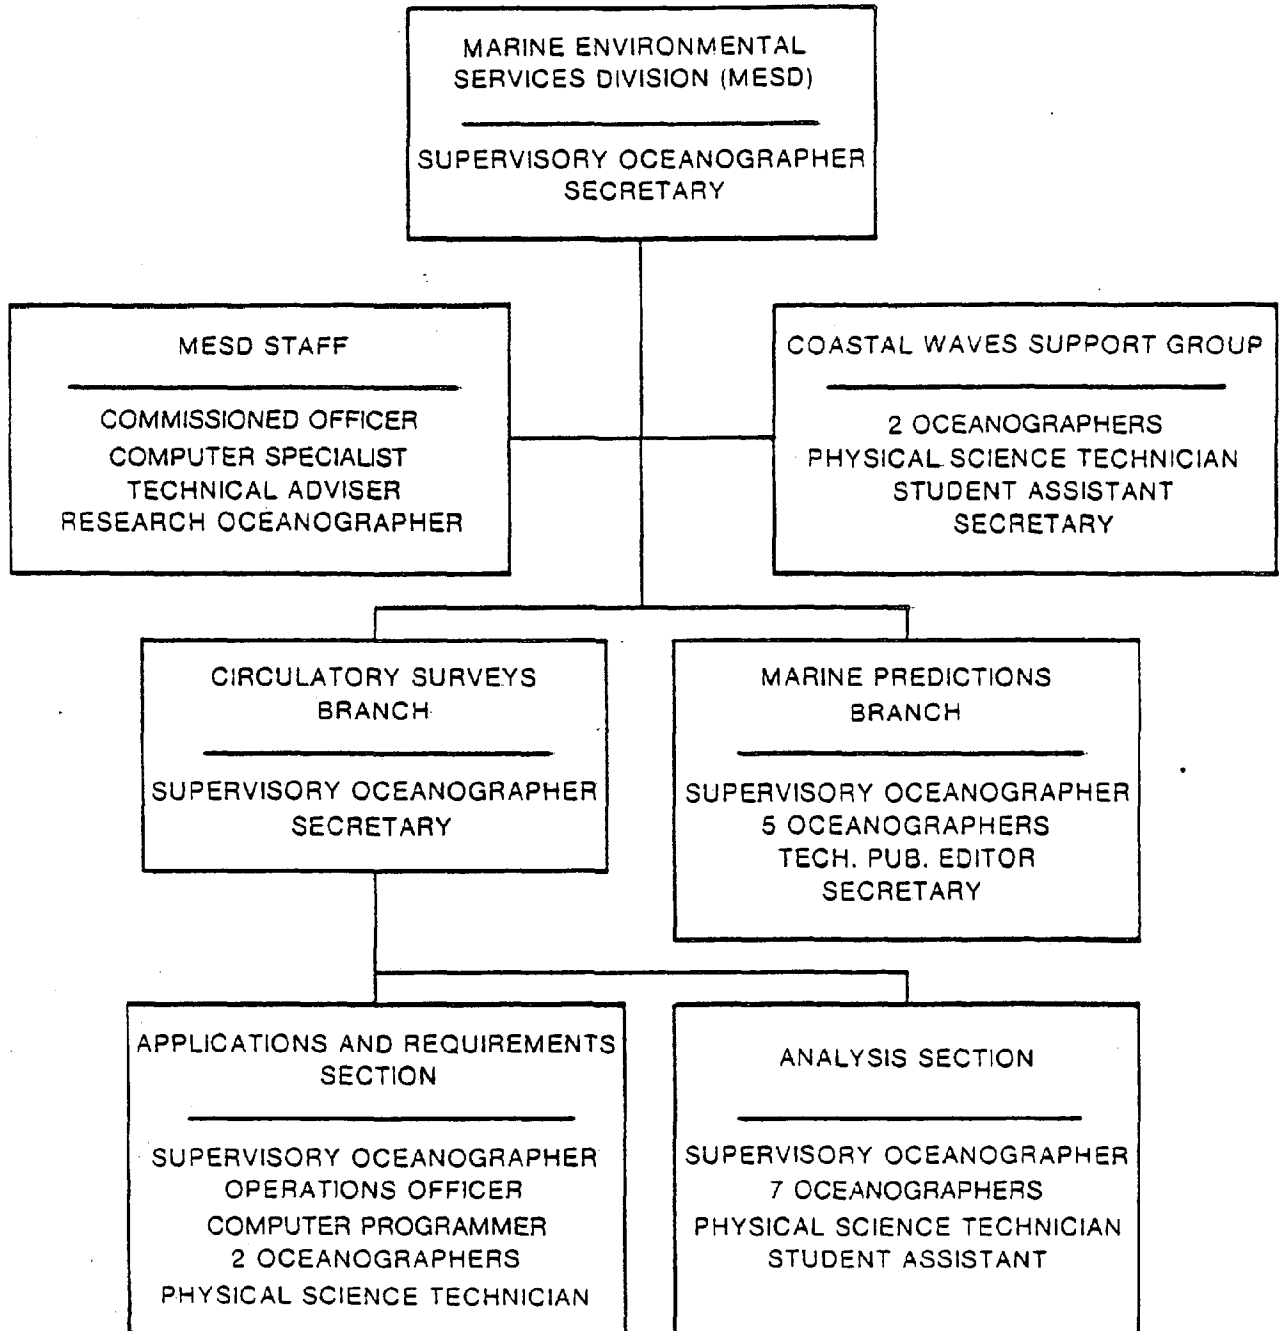 MARINE ENVIRONMENTAL
SERVICES DIVISION (MESD)
SUPERVISORY OCEANOGRAPHER
SECRETARY
MESD STAFF
COMMISSIONED OFFICER
COMPUTER SPECIALIST
TECHNICAL ADVISER
RESEARCH OCEANOGRAPHER
COASTAL WAVES SUPPORT GROUP
2 OCEANOGRAPHERS
PHYSICAL SCIENCE TECHNICIAN
STUDENT ASSISTANT
SECRETARY
CIRCULATORY SURVEYS
BRANCH
SUPERVISORY OCEANOGRAPHER
SECRETARY
MARINE PREDICTIONS
BRANCH
SUPERVISORY OCEANOGRAPHER
5 OCEANOGRAPHERS
TECH. PUB. EDITOR
SECRETARY
APPLICATIONS AND REQUIREMENTS
SECTION
SUPERVISORY OCEANOGRAPHER
OPERATIONS OFFICER
COMPUTER PROGRAMMER
2 OCEANOGRAPHERS
PHYSICAL SCIENCE TECHNICIAN
ANALYSIS SECTION
SUPERVISORY OCEANOGRAPHER
7 OCEANOGRAPHERS
PHYSICAL SCIENCE TECHNICIAN
STUDENT ASSISTANT